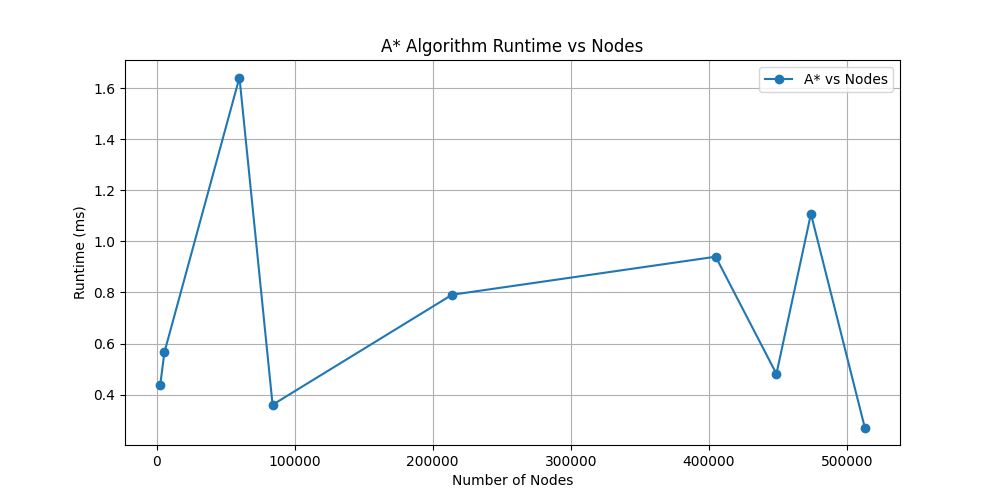 A* Algorithm Runtime vs Nodes
A* vs Nodes
1.6
1.4
1.2
1.0
0.8
0.6
0.4
Runtime (ms)
0 100000 200000 300000 400000 500000
Number of Nodes